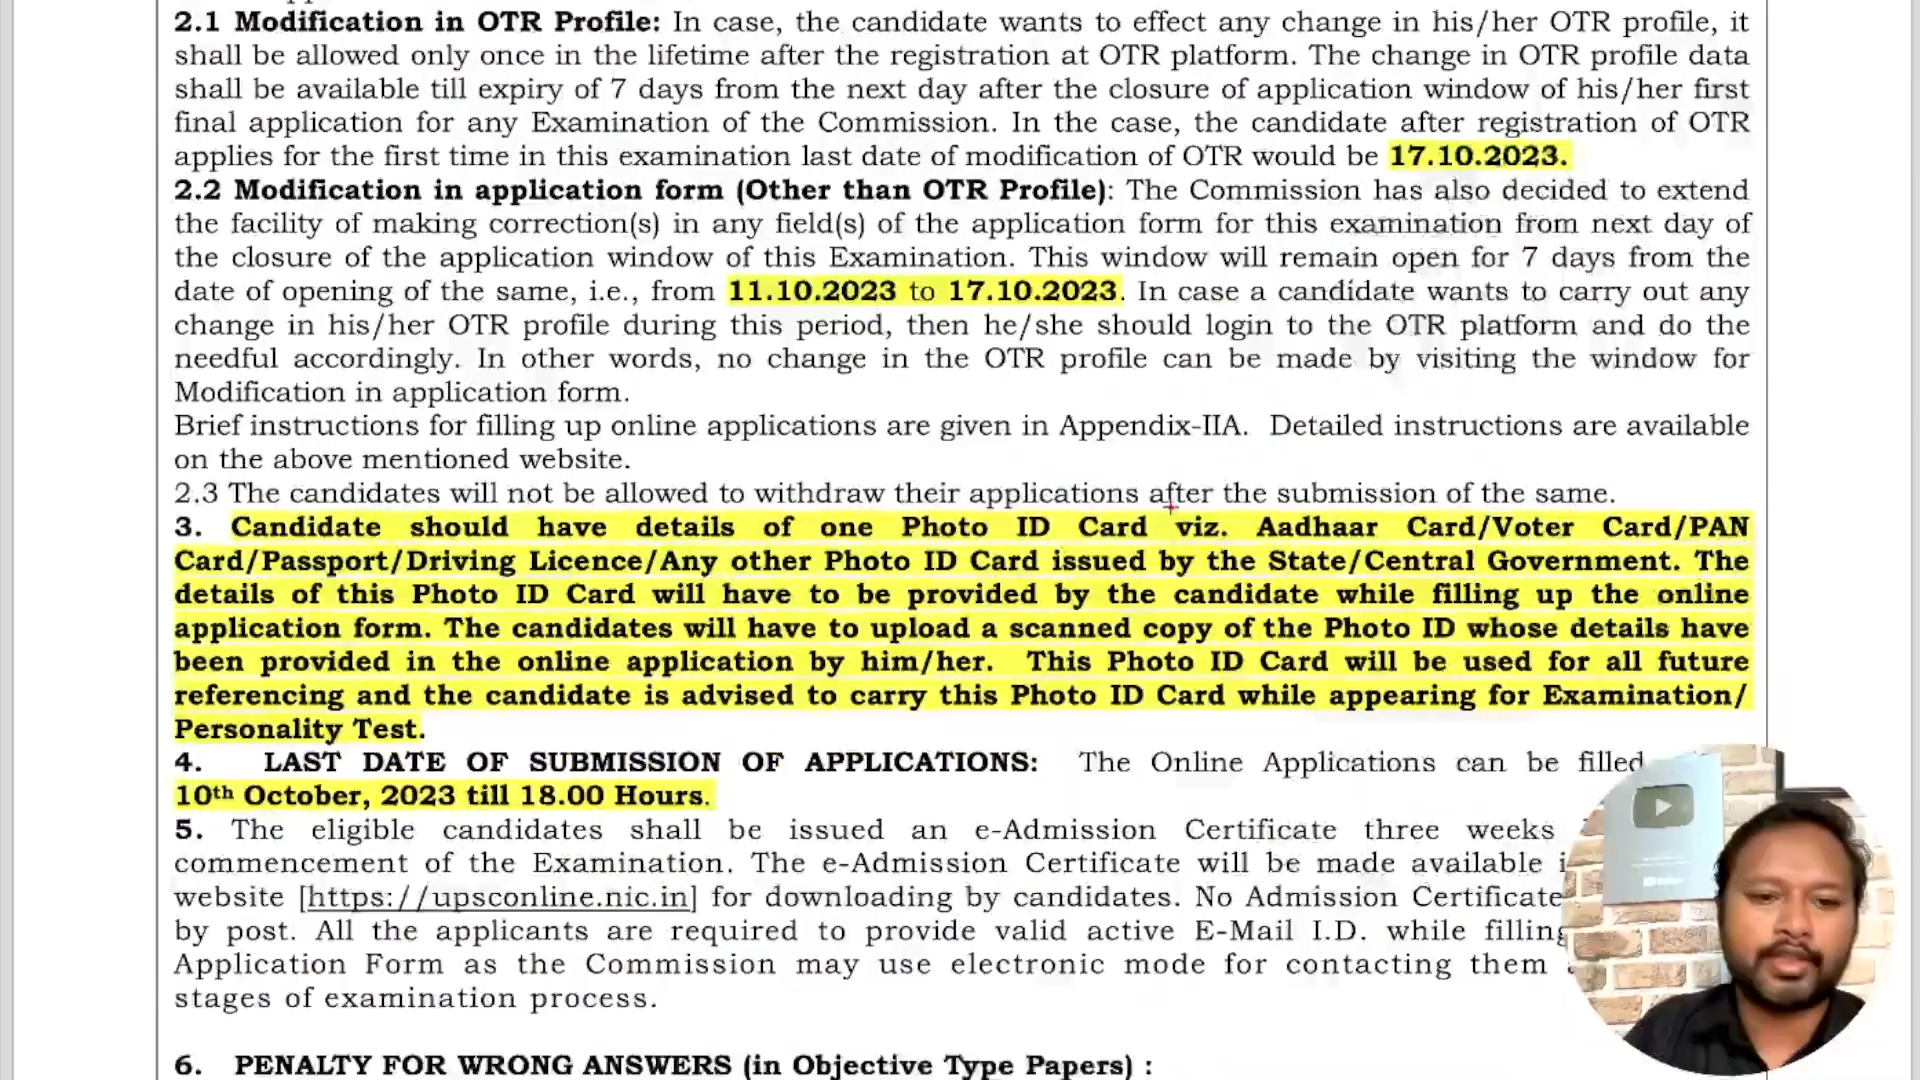 2.1 Modification in OTR Profile: In case, the candidate wants to effect any change in his/her OTR profile, it
shall be allowed only once in the lifetime after the registration at OTR platform. The change in OTR profile data
shall be available till expiry of 7 days from the next day after the closure of application window of his/her first
final application for any Examination of the Commission. In the case, the candidate after registration of OTR
applies for the first time in this examination last date of modification of OTR would be 17.10.2023.
2.2 Modification in application form (Other than OTR Profile): The Commission has also decided to extend
the facility of making correction(s) in any field(s) of the application form for this examination from next day of
the closure of the application window of this Examination. This window will remain open for 7 days from the
date of opening of the same, i.e., from 11.10.2023 to 17.10.2023. In case a candidate wants to carry out any
change in his/her OTR profile during this period, then he/she should login to the OTR platform and do the
needful accordingly. In other words, no change in the OTR profile can be made by visiting the window for
Modification in application form.
Brief instructions for filling up online applications are given in Appendix-IIA. Detailed instructions are available
on the above mentioned website.
2.3 The candidates will not be allowed to withdraw their applications after the submission of the same.
3. Candidate should have details of one Photo ID Card viz. Aadhaar Card/Voter Card/PAN
Card/Passport/Driving Licence/Any other Photo ID Card issued by the State/Central Government. The
details of this Photo ID Card will have to be provided by the candidate while filling up the online
application form. The candidates will have to upload a scanned copy of the Photo ID whose details have
been provided in the online application by him/her. This Photo ID Card will be used for all future
referencing and the candidate is advised to carry this Photo ID Card while appearing for Examination/
Personality Test.
4. LAST DATE OF SUBMISSION OF APPLICATIONS: The Online Applications can be filled
10th October, 2023 till 18.00 Hours.
5. The eligible candidates shall be issued an e-Admission Certificate three weeks
commencement of the Examination. The e-Admission Certificate will be made available
website [https://upsconline.nic.in] for downloading by candidates. No Admission Certificate
by post. All the applicants are required to provide valid active E-Mail I.D. while filling
Application Form as the Commission may use electronic mode for contacting them
stages of examination process.
6. PENALTY FOR WRONG ANSWERS (in Objective Type Papers) :